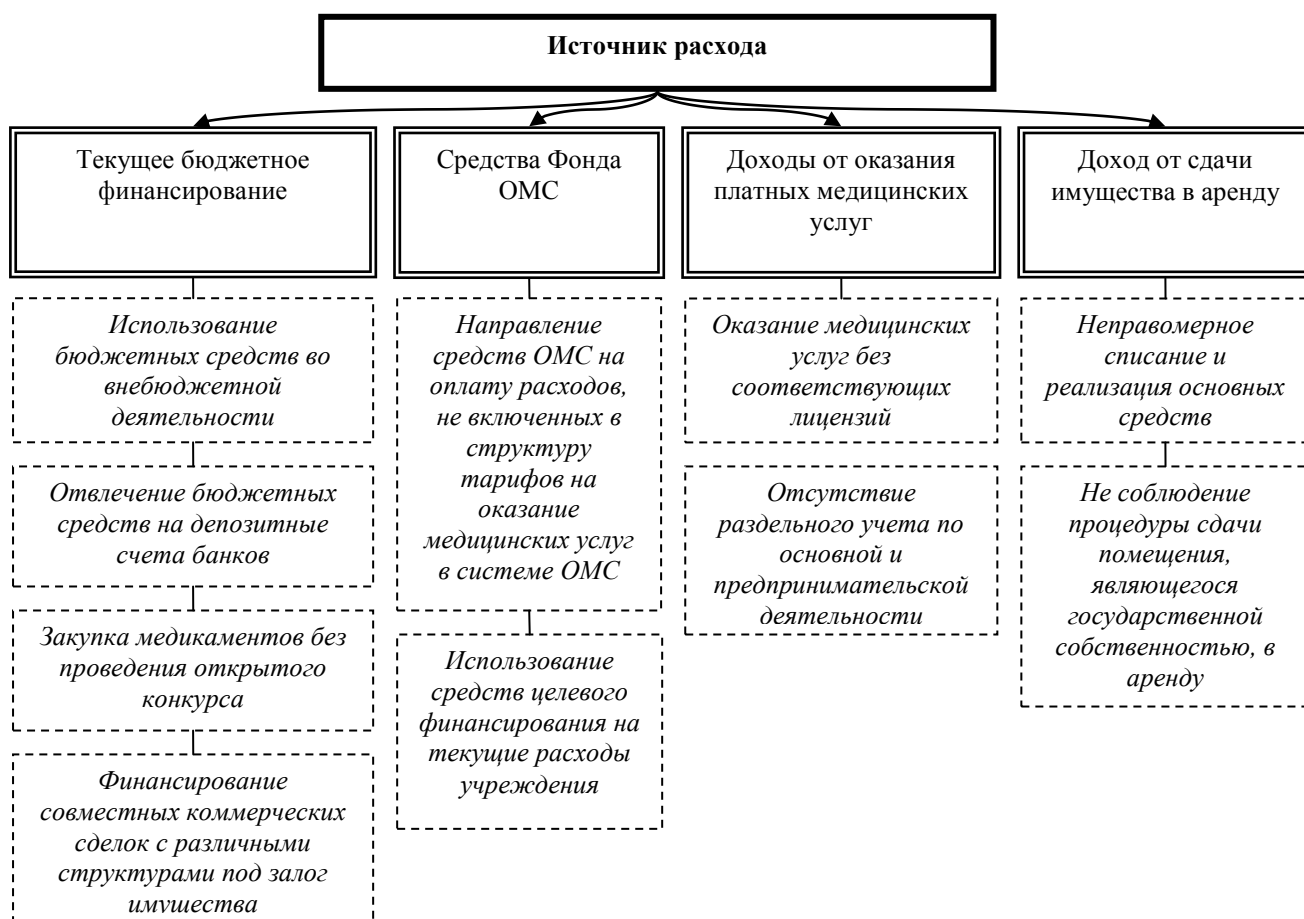 Источник расхода
Текущее бюджетное
финансирование
Средства Фонда
ОМС
Доходы от оказания
платных медицинских
услуг
Доход от сдачи
имущества в аренду
Использование
бюджетных средств во
внебюджетной
деятельности
Отвлечение бюджетных
средств на депозитные
счета банков
Закупка медикаментов без
проведения открытого
конкурса
Финансирование
совместных коммерческих
сделок с различными
структурами под залог
имущества
Направление
средств ОМС на
оплату расходов,
не включенных в
структуру
тарифов на
оказание
медицинских услуг
в системе ОМС
Использование
средств целевого
финансирования на
текущие расходы
учреждения
Оказание медицинских
услуг без
соответствующих
лицензий
Отсутствие
раздельного учета по
основной и
предпринимательской
деятельности
Неправомерное
списание и
реализация основных
средств
Не соблюдение
процедуры сдачи
помещения,
являющегося
государственной
собственностью, в
аренду